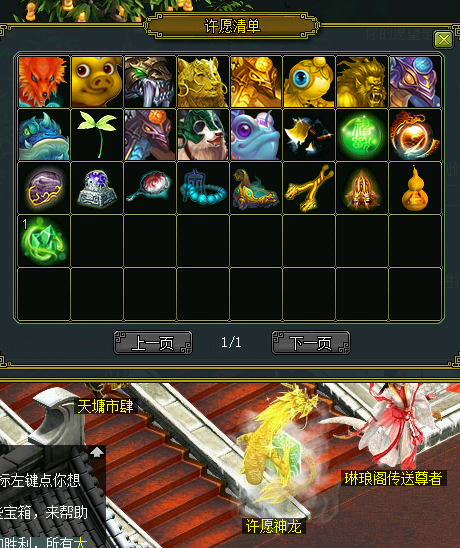 许愿清单
1
上一页
1/1
下一页
天墉市肆
琳琅阁传送尊者
许愿神龙
标左键点你想
宝箱，来帮助
胜利，所有